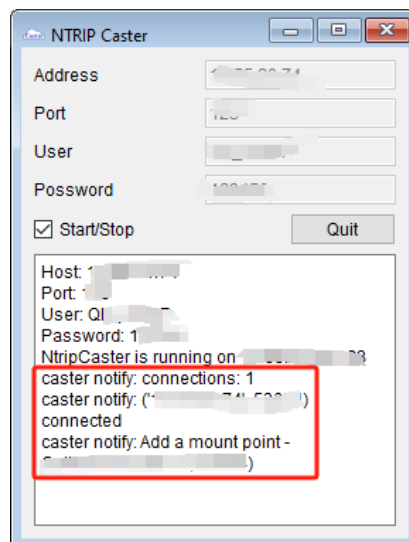 NTRIP Caster
Address
Port
User
Possword
Start/Stop
Quit
Host:
Port:
User:
Password: 1
NtripCaster is running on
caster notify: connections: 1
caster notify: ('
connected
caster notify: Add a mount point -